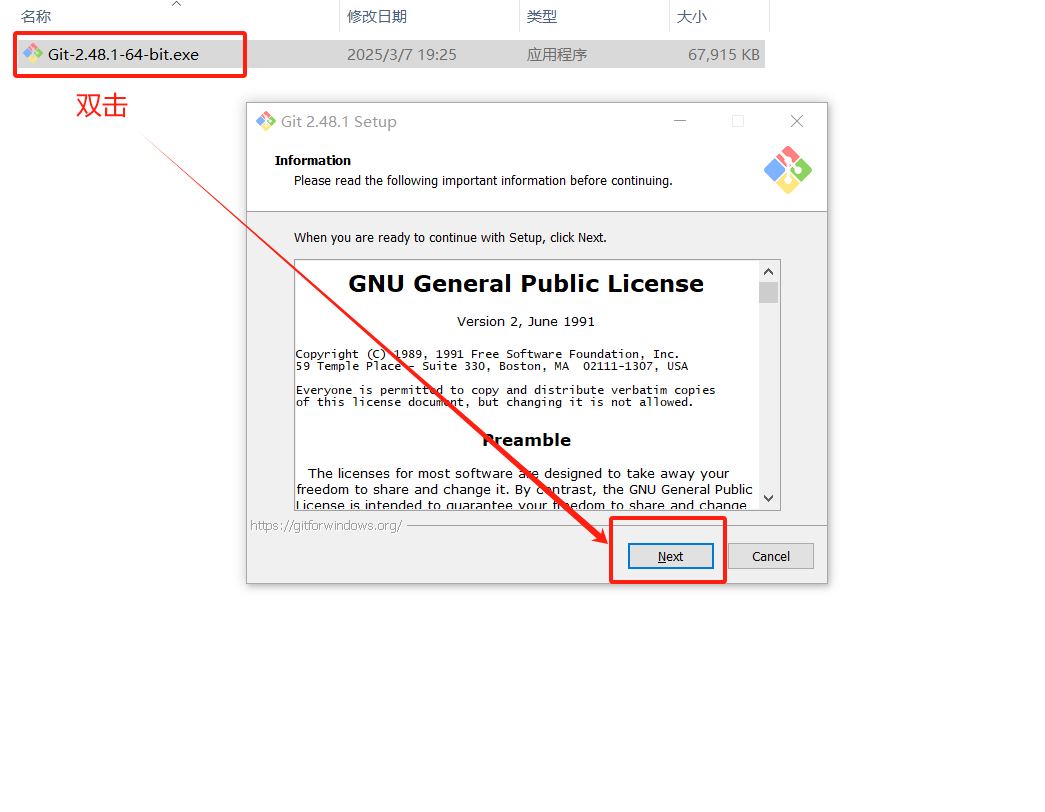 名称 修改日期 类型 大小
Git-2.48.1-64-bit.exe 2025/3/7 19:25 应用程序 67,915 KB
双击
Git 2.48.1 Setup
Information
Please read the following important information before continuing.
When you are ready to continue with Setup, click Next.
GNU General Public License
Version 2, June 1991
Copyright (C) 1989, 1991 Free Software Foundation, Inc.
59 Temple Place - Suite 330, Boston, MA  02111-1307, USA
Everyone is permitted to copy and distribute verbatim copies
of this license document, but changing it is not allowed.
Preamble
The licenses for most software are designed to take away your
freedom to share and change it. By contrast, the GNU General Public
License is intended to guarantee your freedom to share and change
https://gitforwindows.org/
Next Cancel